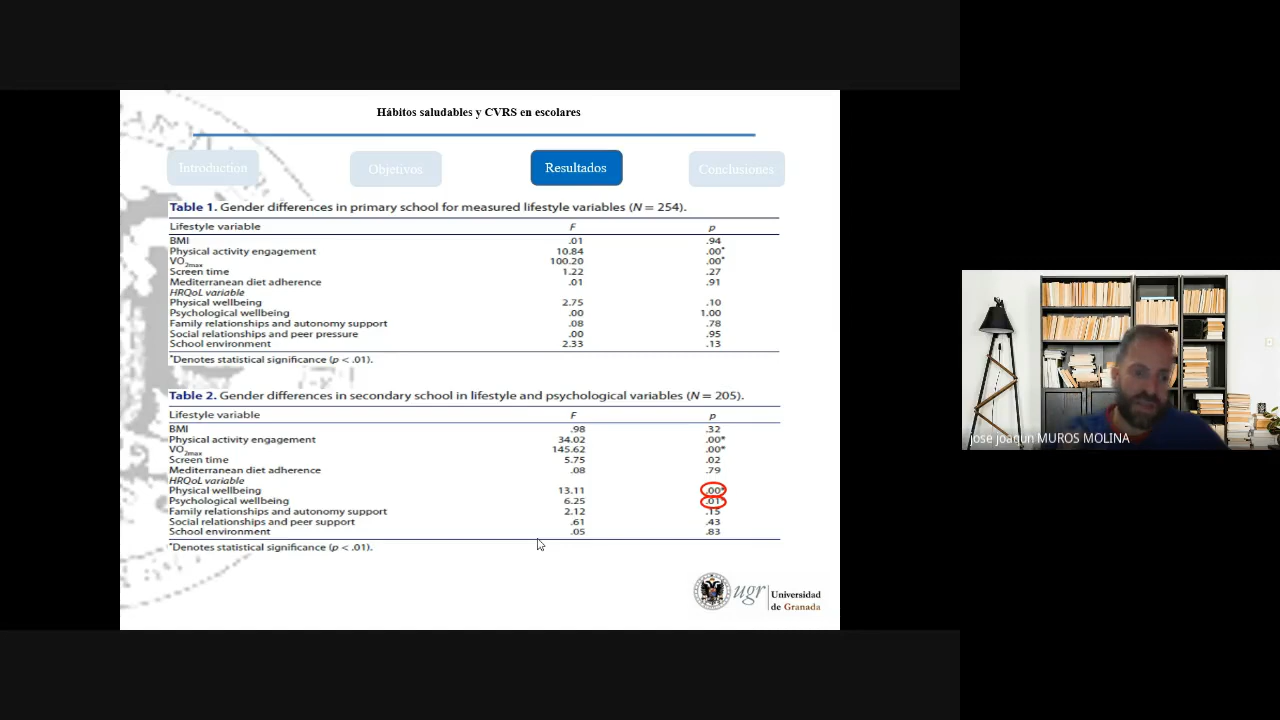 Hábitos saludables y CVRS en escolares
Introduction Objetivos Resultados Conclusiones
Table 1. Gender differences in primary school for measured lifestyle variables (N = 254).
Lifestyle variable F p
BMI .01 .94
Physical activity engagement 10.84 .00*
VO2max 100.20 .00*
Screen time 1.22 .27
Mediterranean diet adherence .01 .91
HRQoL variable
Physical wellbeing 2.75 .10
Psychological wellbeing .00 1.00
Family relationships and autonomy support .08 .78
Social relationships and peer pressure .00 .95
School environment 2.33 .13
*Denotes statistical significance (p < .01).
Table 2. Gender differences in secondary school in lifestyle and psychological variables (N = 205).
Lifestyle variable F p
BMI .98 .32
Physical activity engagement 34.02 .00*
VO2max 145.62 .00*
Screen time 5.75 .02
Mediterranean diet adherence .08 .79
HRQoL variable
Physical wellbeing 13.11 .00*
Psychological wellbeing 6.25 .01
Family relationships and autonomy support 2.12 .15
Social relationships and peer support .61 .43
School environment .05 .83
*Denotes statistical significance (p < .01).
ugr Universidad
de Granada
jose joaqun MUROS MOLINA